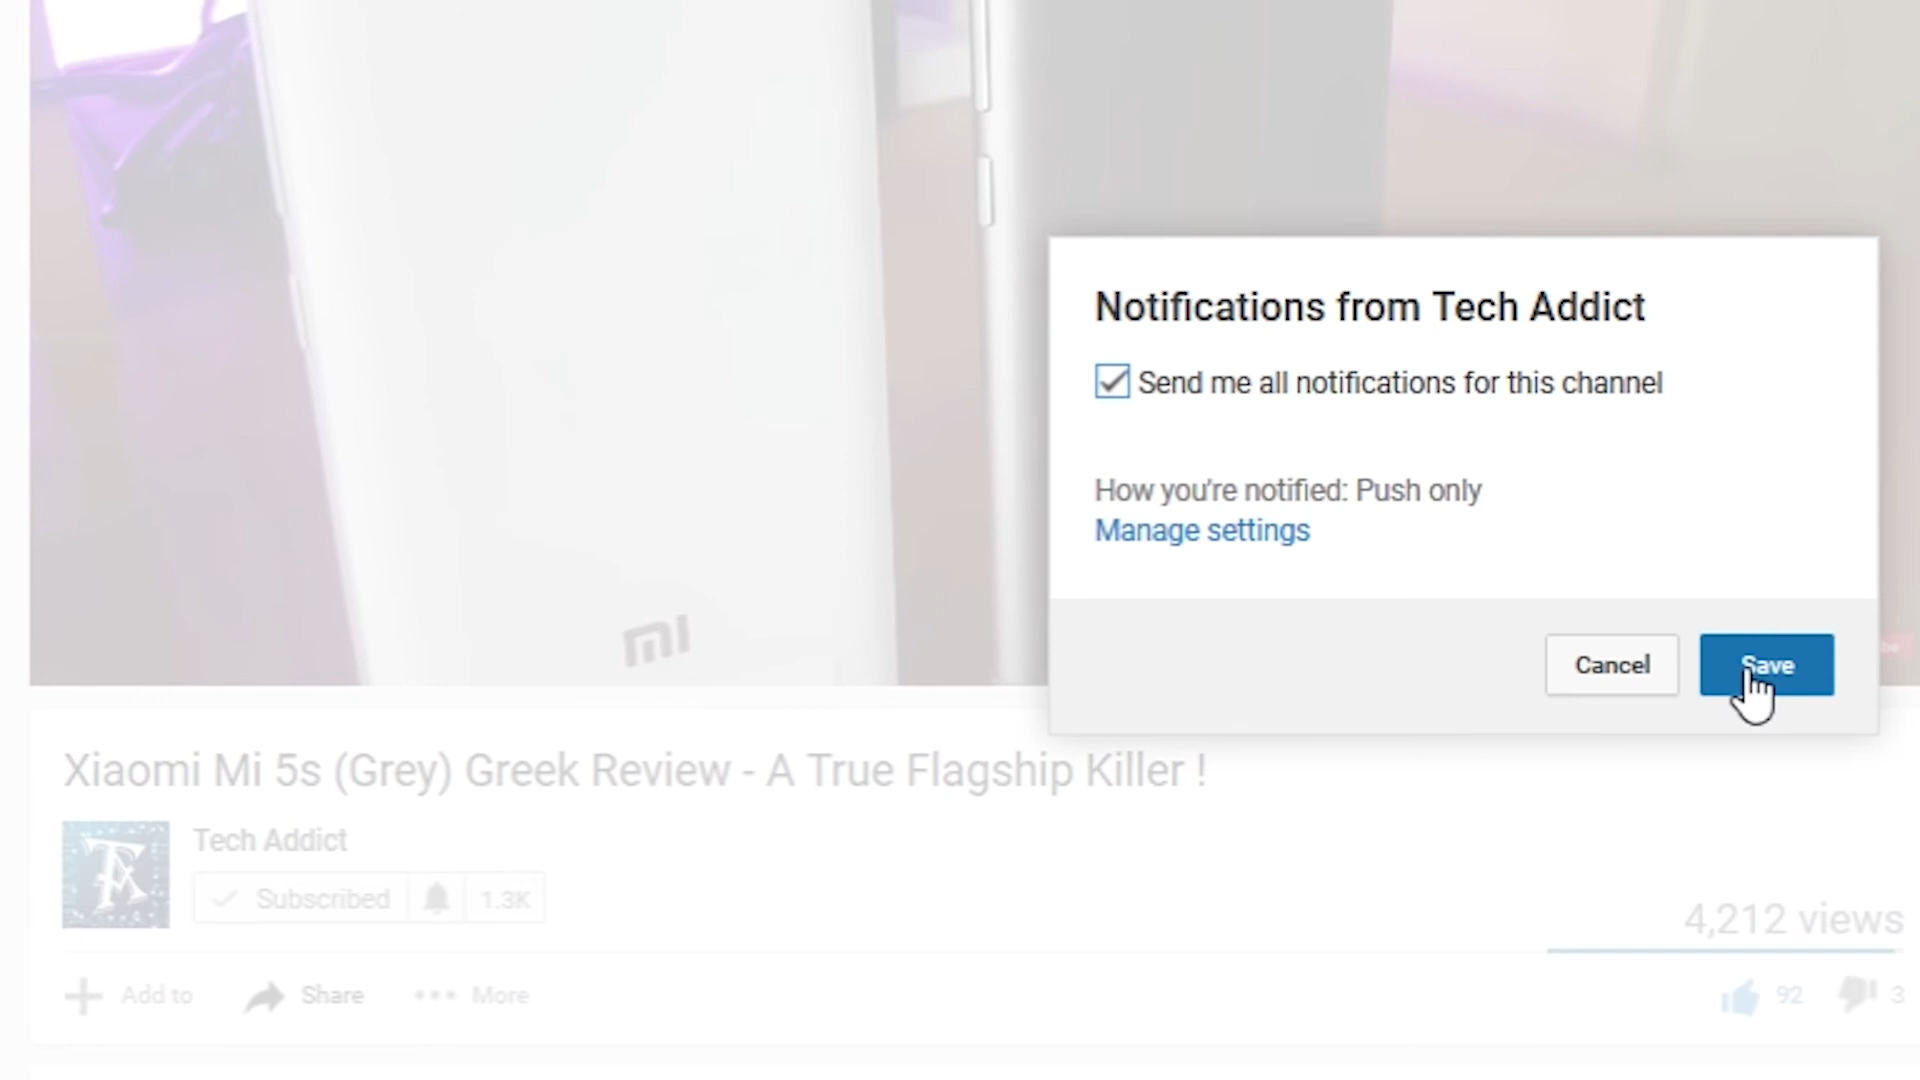 Notifications from Tech Addict
Send me all notifications for this channel
How you're notified: Push only
Manage settings
Cancel
Save
mi
Xiaomi Mi 5s (Grey) Greek Review - A True Flagship Killer !
TA
Tech Addict
Subscribed 1.3K
4,212 views
Add to Share More
92 3